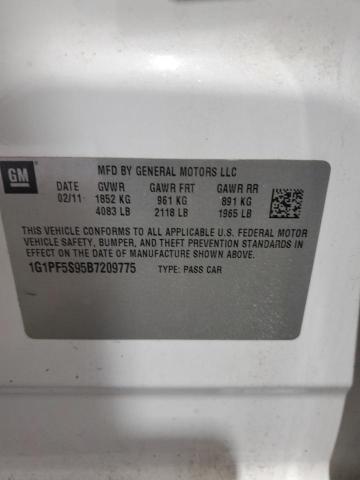 GM
MFD BY GENERAL MOTORS LLC
DATE GVWR GAWR FRT GAWR RR
02/11 1852 KG 961 KG 891 KG
4083 LB 2118 LB 1965 LB
THIS VEHICLE CONFORMS TO ALL APPLICABLE U.S. FEDERAL MOTOR
VEHICLE SAFETY, BUMPER, AND THEFT PREVENTION STANDARDS IN
EFFECT ON THE DATE OF MANUFACTURE SHOWN ABOVE.
1G1PF5S95B7209775 TYPE: PASS CAR